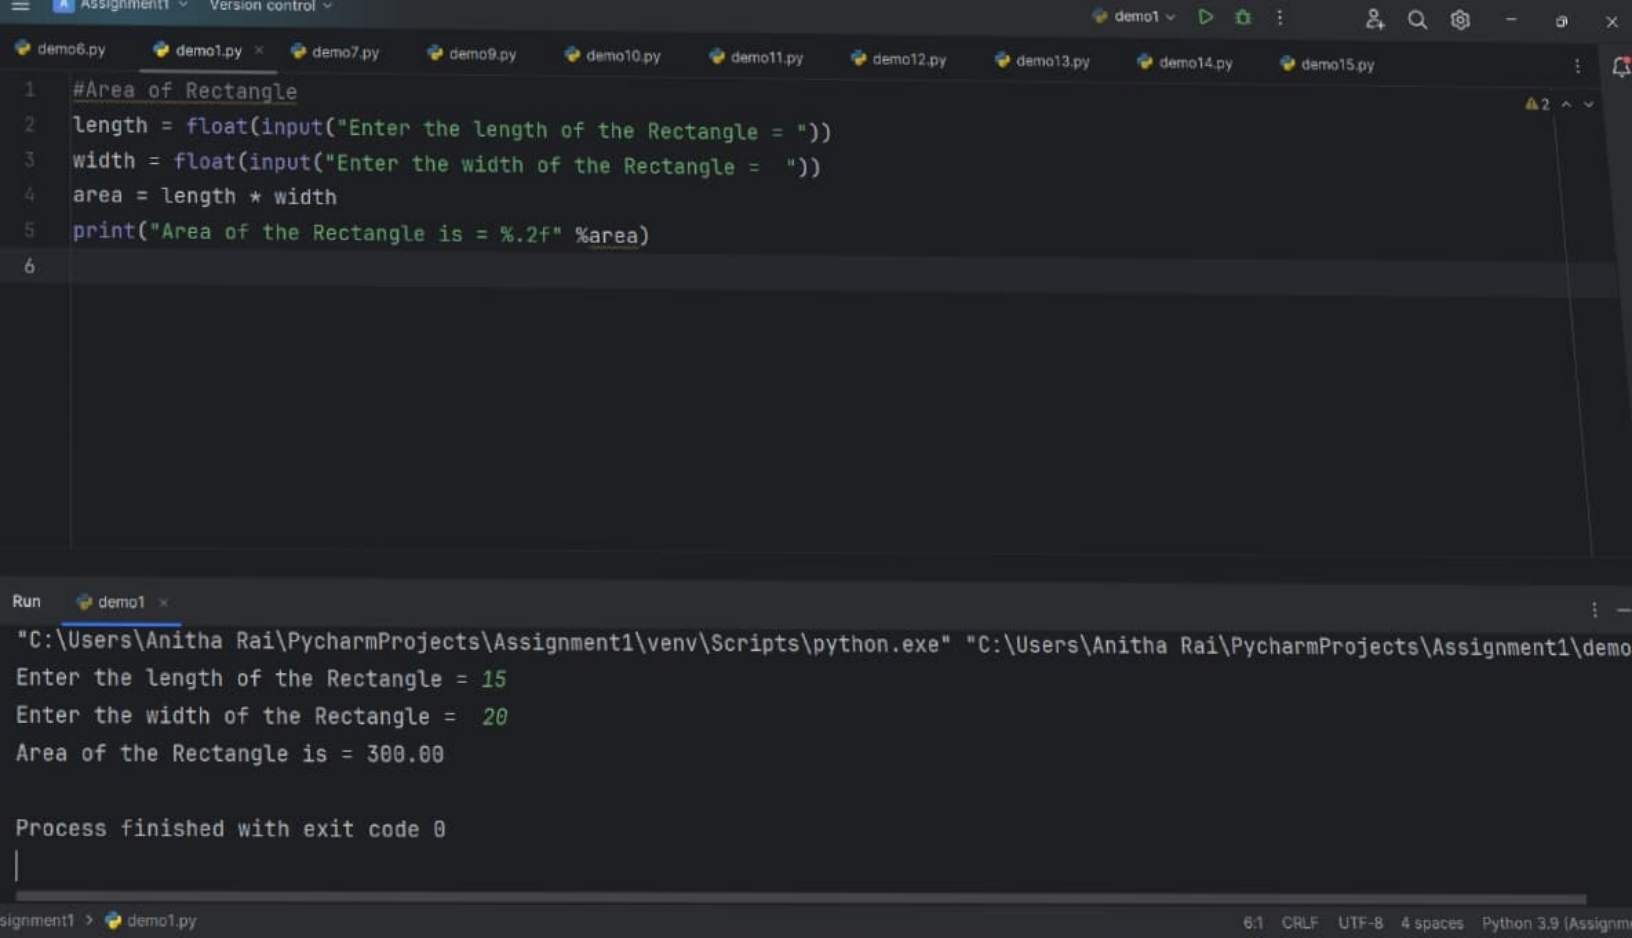 Assignment1 Version control demo1
demo6.py demo1.py demo7.py demo9.py demo10.py demo11.py demo12.py demo13.py demo14.py demo15.py
1 #Area of Rectangle
2 length = float(input("Enter the length of the Rectangle = "))
3 width = float(input("Enter the width of the Rectangle =  "))
4 area = length * width
5 print("Area of the Rectangle is = %.2f" %area)
6
2
Run demo1
"C:\Users\Anitha Rai\PycharmProjects\Assignment1\venv\Scripts\python.exe" "C:\Users\Anitha Rai\PycharmProjects\Assignment1\demo
Enter the length of the Rectangle = 15
Enter the width of the Rectangle =  20
Area of the Rectangle is = 300.00
Process finished with exit code 0
signment1 > demo1.py 6:1 CRLF UTF-8 4 spaces Python 3.9 (Assignm